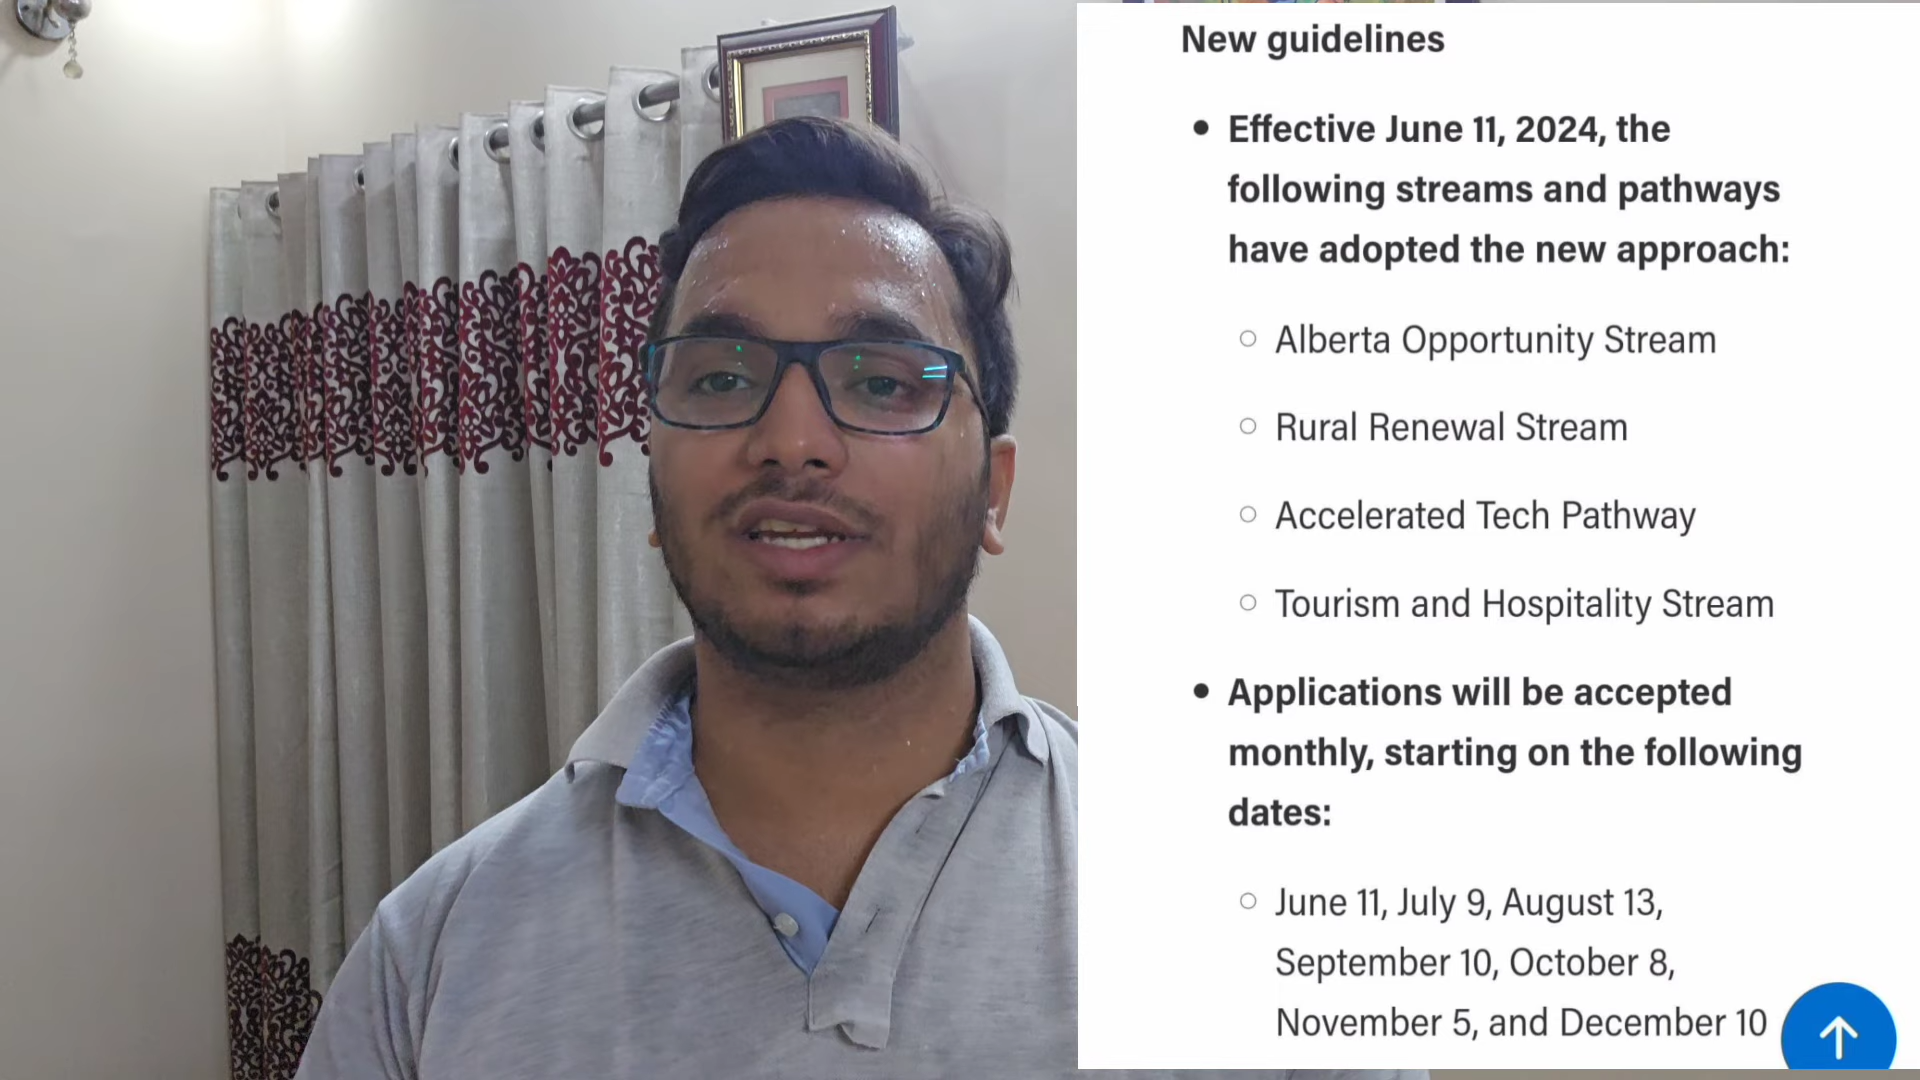 New guidelines
Effective June 11, 2024, the
following streams and pathways
have adopted the new approach:
Alberta Opportunity Stream
Rural Renewal Stream
Accelerated Tech Pathway
Tourism and Hospitality Stream
Applications will be accepted
monthly, starting on the following
dates:
June 11, July 9, August 13,
September 10, October 8,
November 5, and December 10